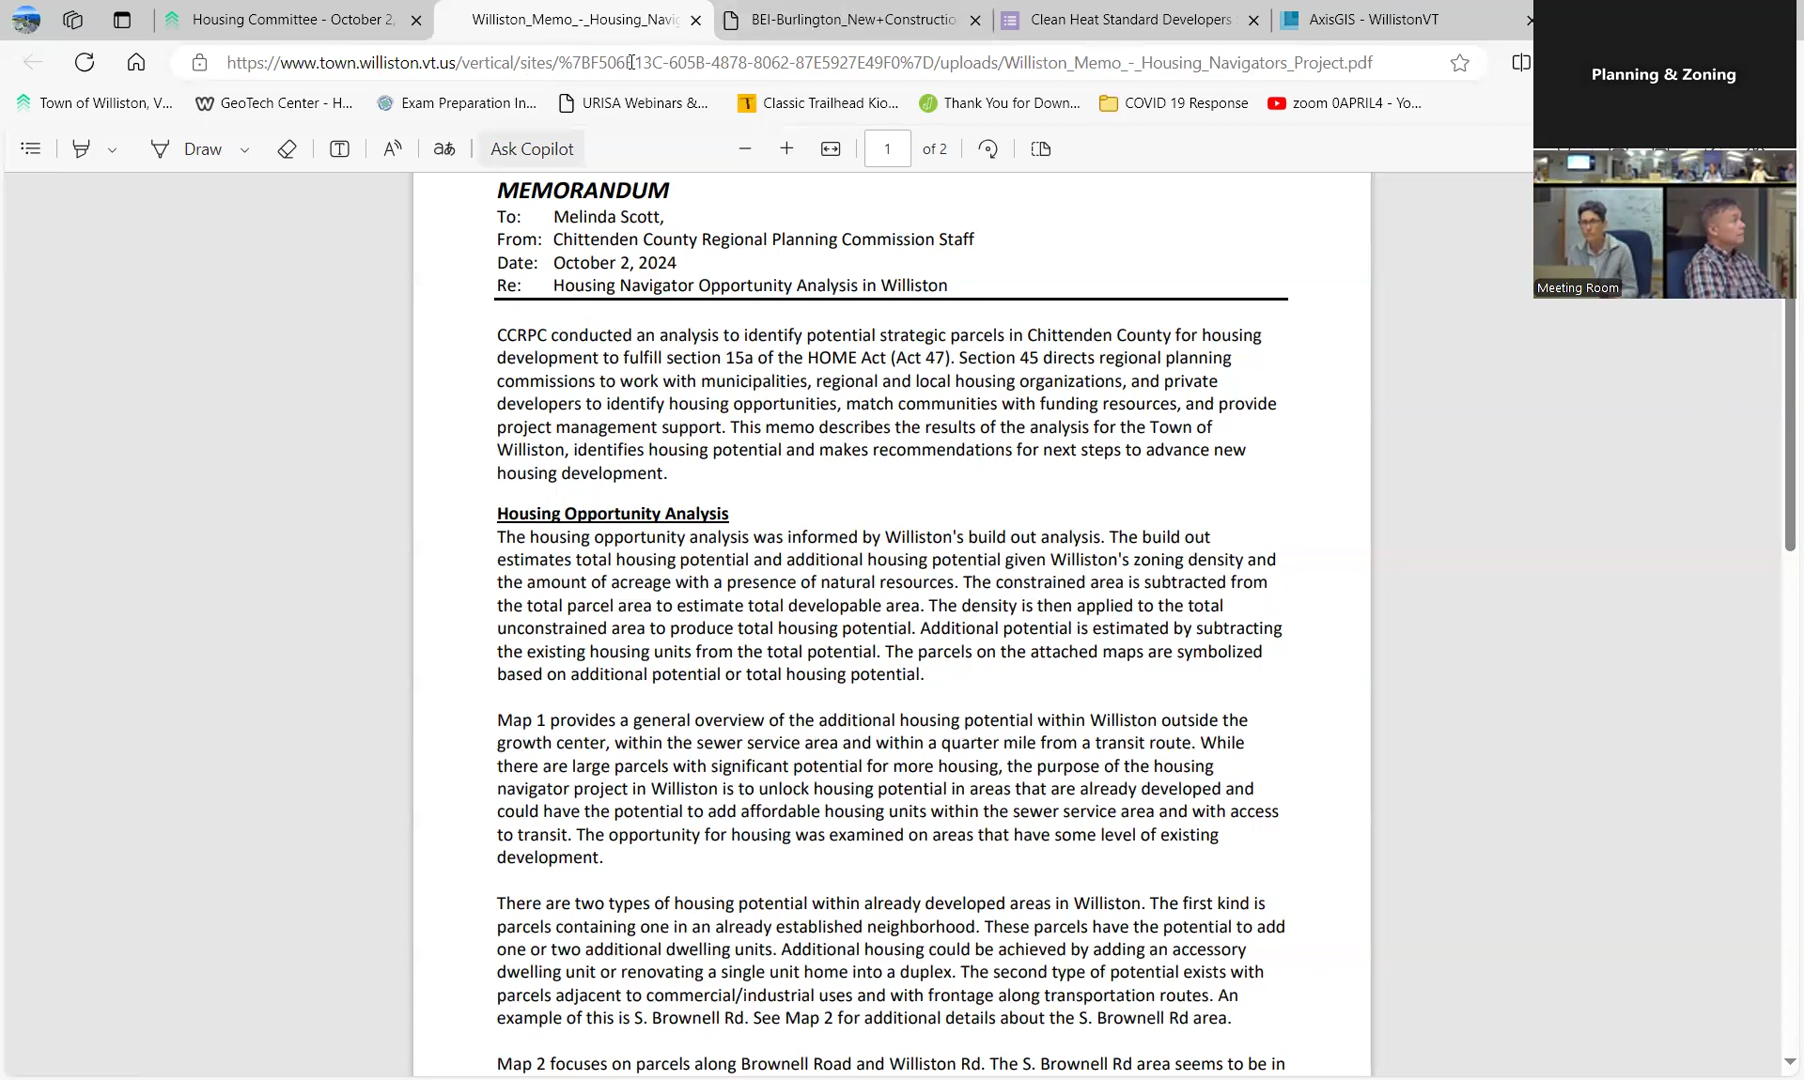 Housing Committee - October 2,
Williston_Memo_-_Housing_Navig
BEI-Burlington_New+Constructio
Clean Heat Standard Developers
AxisGIS - WillistonVT
https://www.town.williston.vt.us/vertical/sites/%7BF506E13C-605B-4878-8062-87E5927E49F0%7D/uploads/Williston_Memo_-_Housing_Navigators_Project.pdf
Town of Williston, V...
GeoTech Center - H...
Exam Preparation In...
URISA Webinars &...
Classic Trailhead Kio...
Thank You for Down...
COVID 19 Response
zoom 0APRIL4 - Yo...
Draw
Ask Copilot
1 of 2
Planning & Zoning
Meeting Room
MEMORANDUM
To: Melinda Scott,
From: Chittenden County Regional Planning Commission Staff
Date: October 2, 2024
Re: Housing Navigator Opportunity Analysis in Williston
CCRPC conducted an analysis to identify potential strategic parcels in Chittenden County for housing
development to fulfill section 15a of the HOME Act (Act 47). Section 45 directs regional planning
commissions to work with municipalities, regional and local housing organizations, and private
developers to identify housing opportunities, match communities with funding resources, and provide
project management support. This memo describes the results of the analysis for the Town of
Williston, identifies housing potential and makes recommendations for next steps to advance new
housing development.
Housing Opportunity Analysis
The housing opportunity analysis was informed by Williston's build out analysis. The build out
estimates total housing potential and additional housing potential given Williston's zoning density and
the amount of acreage with a presence of natural resources. The constrained area is subtracted from
the total parcel area to estimate total developable area. The density is then applied to the total
unconstrained area to produce total housing potential. Additional potential is estimated by subtracting
the existing housing units from the total potential. The parcels on the attached maps are symbolized
based on additional potential or total housing potential.
Map 1 provides a general overview of the additional housing potential within Williston outside the
growth center, within the sewer service area and within a quarter mile from a transit route. While
there are large parcels with significant potential for more housing, the purpose of the housing
navigator project in Williston is to unlock housing potential in areas that are already developed and
could have the potential to add affordable housing units within the sewer service area and with access
to transit. The opportunity for housing was examined on areas that have some level of existing
development.
There are two types of housing potential within already developed areas in Williston. The first kind is
parcels containing one in an already established neighborhood. These parcels have the potential to add
one or two additional dwelling units. Additional housing could be achieved by adding an accessory
dwelling unit or renovating a single unit home into a duplex. The second type of potential exists with
parcels adjacent to commercial/industrial uses and with frontage along transportation routes. An
example of this is S. Brownell Rd. See Map 2 for additional details about the S. Brownell Rd area.
Map 2 focuses on parcels along Brownell Road and Williston Rd. The S. Brownell Rd area seems to be in